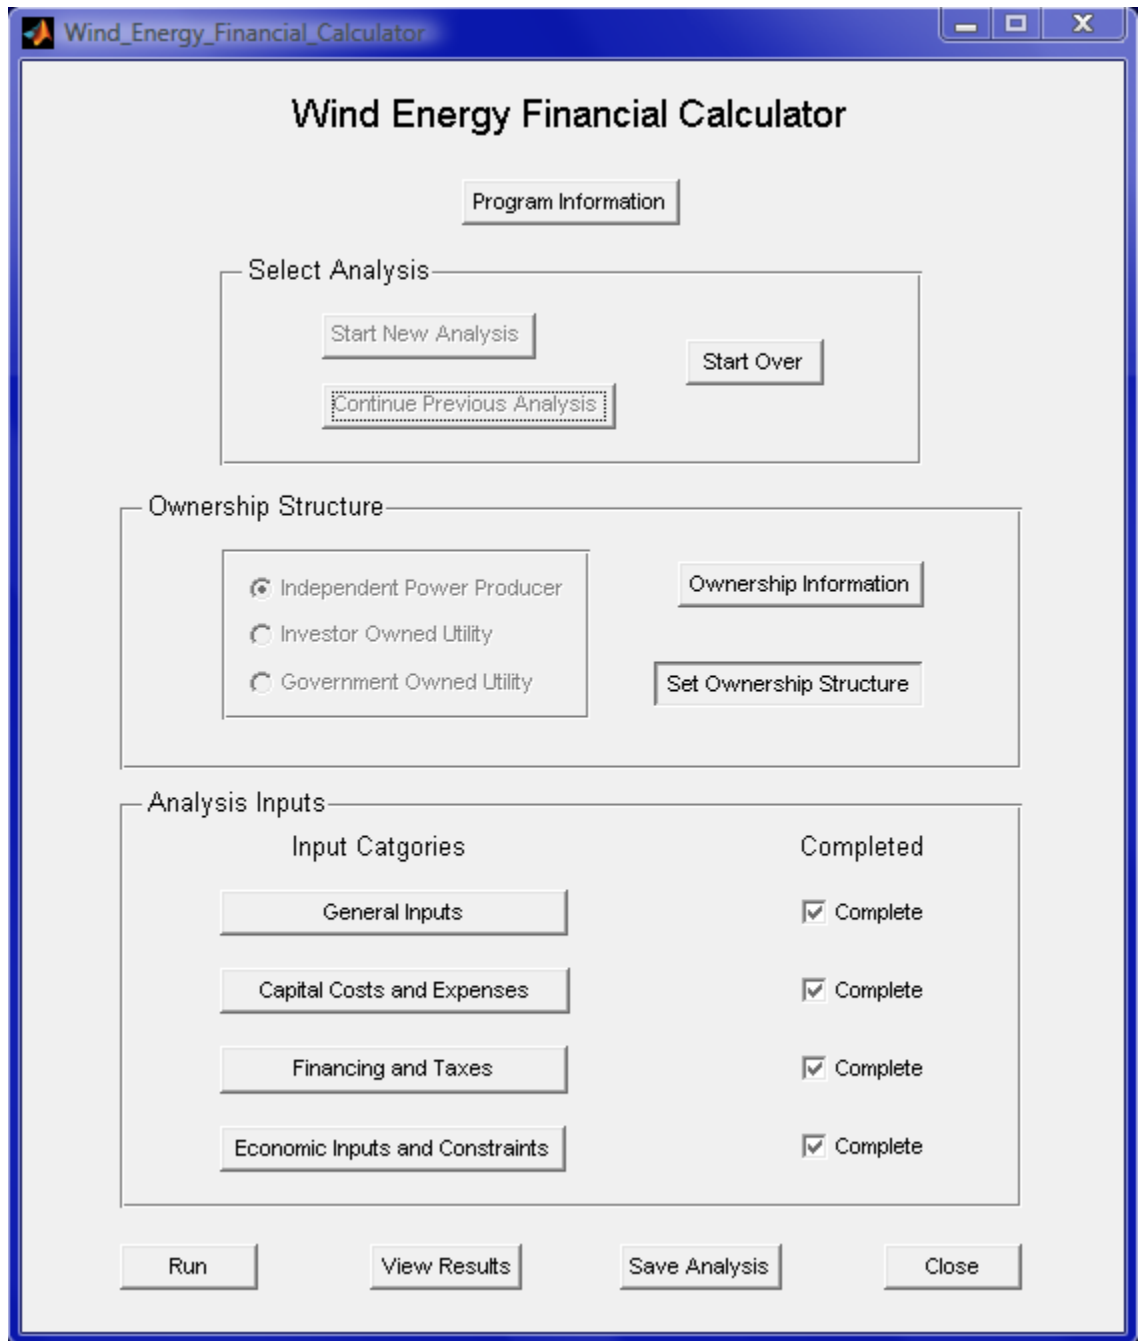 Wind_Energy_Financial_Calculator
Wind Energy Financial Calculator
Program Information
Select Analysis
Start New Analysis
Start Over
Continue Previous Analysis
Ownership Structure
Independent Power Producer
Ownership Information
Investor Owned Utility
Government Owned Utility
Set Ownership Structure
Analysis Inputs
Input Catgories Completed
General Inputs Complete
Capital Costs and Expenses Complete
Financing and Taxes Complete
Economic Inputs and Constraints Complete
Run View Results Save Analysis Close